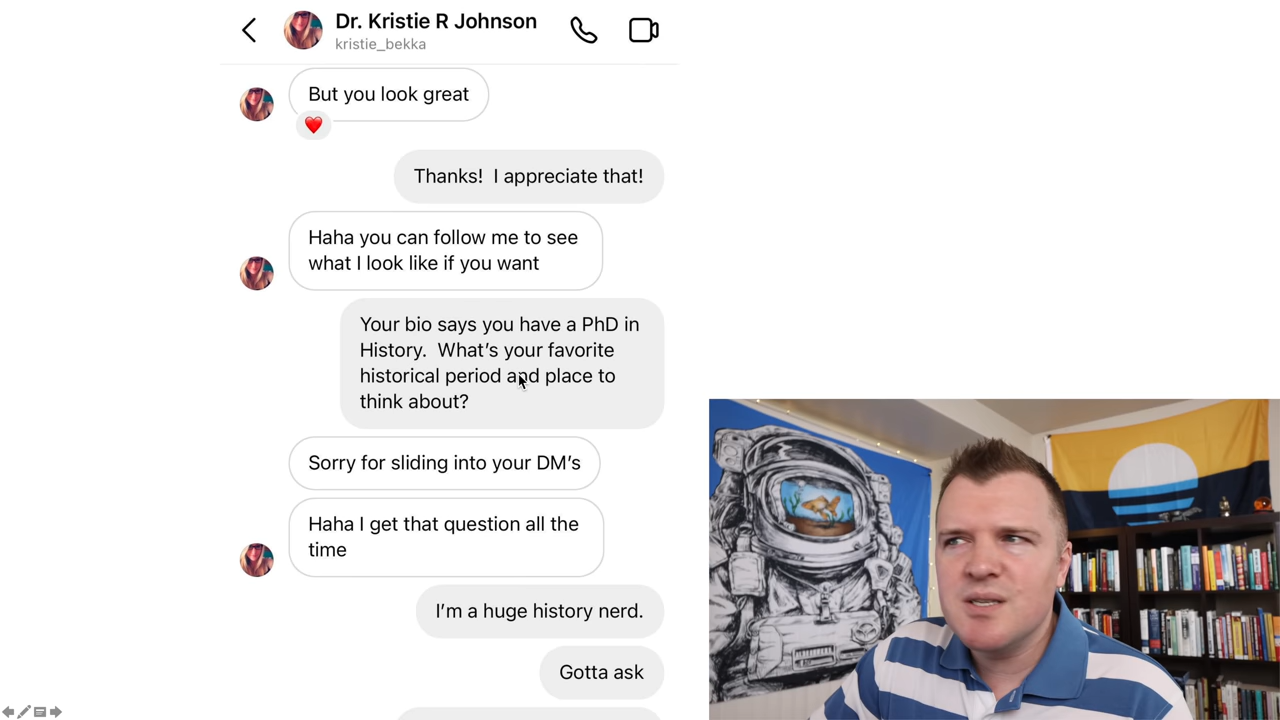 Dr. Kristie R Johnson
kristie_bekka
But you look great
Thanks!  I appreciate that!
Haha you can follow me to see
what I look like if you want
Your bio says you have a PhD in
History.  What's your favorite
historical period and place to
think about?
Sorry for sliding into your DM's
Haha I get that question all the
time
I'm a huge history nerd.
Gotta ask